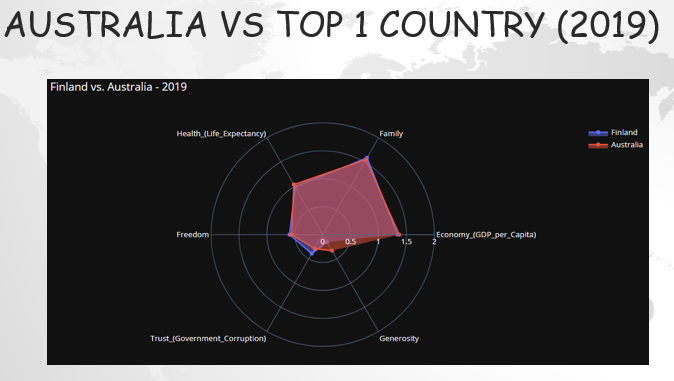 AUSTRALIA VS TOP 1 COUNTRY (2019)
Finland vs. Australia - 2019
Health_(Life_Expectancy)
Family
Finland
Australia
Freedom
0 0.5 1 1.5 2
Economy_(GDP_per_Capita)
Trust_(Government_Corruption)
Generosity